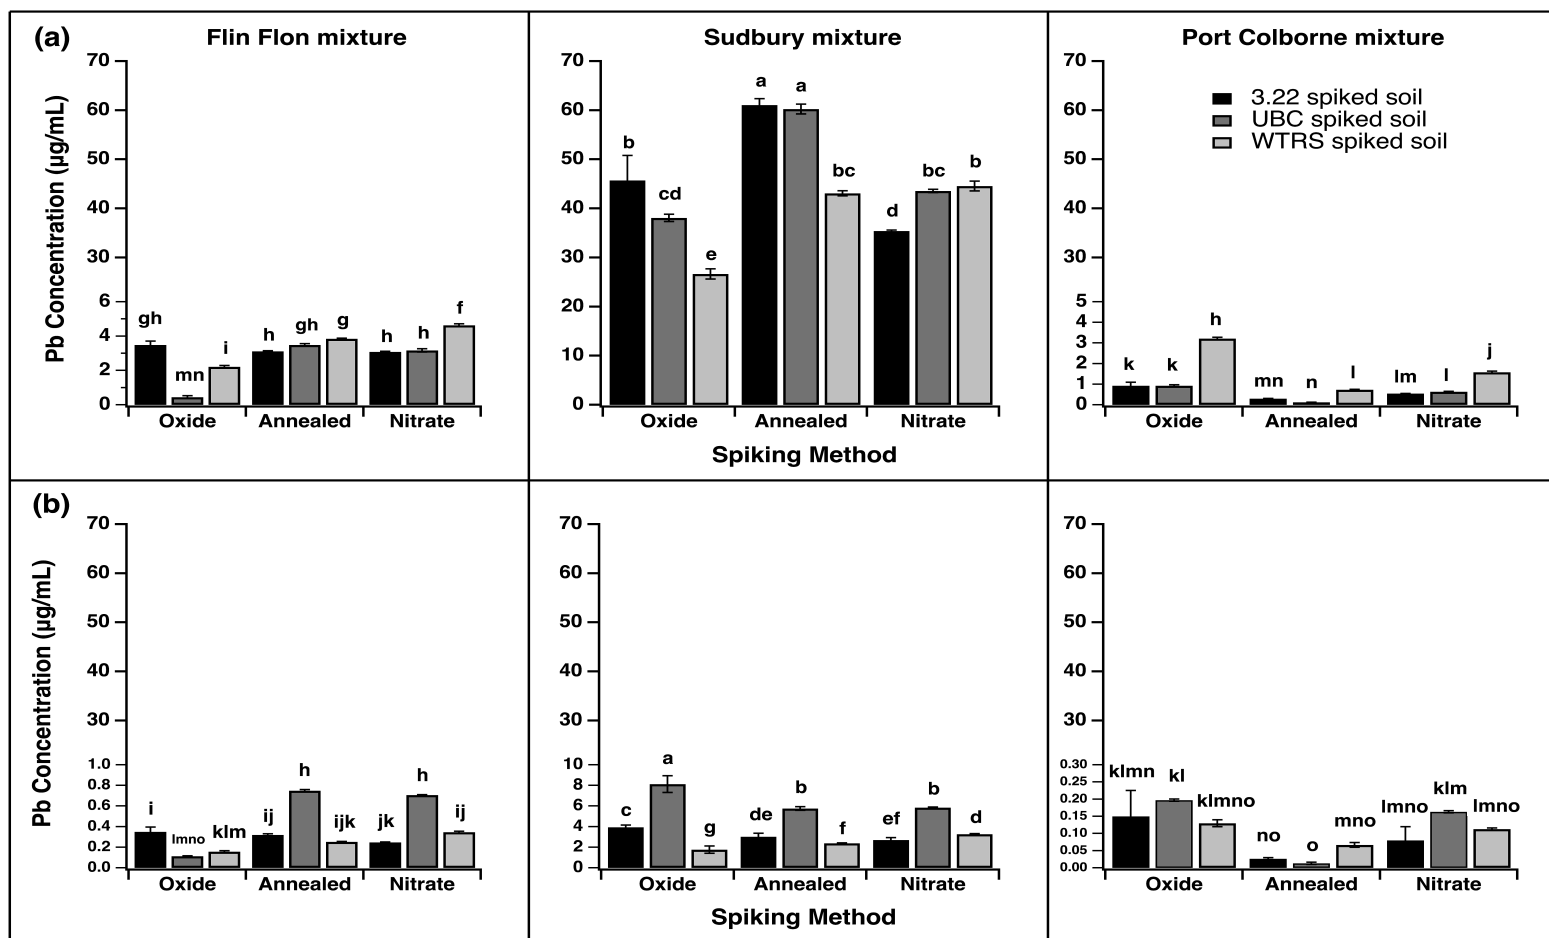 (a)
Flin Flon mixture
Sudbury mixture
Port Colborne mixture
Pb Concentration (µg/mL)
70
60
50
40
30
6
4
2
0
gh
mn
i
h
gh
g
h
h
f
Oxide
Annealed
Nitrate
70
60
50
40
30
20
10
0
b
cd
e
a
a
bc
d
bc
b
Oxide
Annealed
Nitrate
Spiking Method
70
60
50
40
30
5
4
3
2
1
0
3.22 spiked soil
UBC spiked soil
WTRS spiked soil
k
k
h
mn
n
l
lm
l
j
Oxide
Annealed
Nitrate
(b)
Pb Concentration (µg/mL)
70
60
50
40
30
1.0
0.8
0.6
0.4
0.2
0.0
i
lmno
klm
ij
h
ijk
jk
h
ij
Oxide
Annealed
Nitrate
70
60
50
40
30
10
8
6
4
2
0
c
a
g
de
b
f
ef
b
d
Oxide
Annealed
Nitrate
Spiking Method
70
60
50
40
30
0.30
0.25
0.20
0.15
0.10
0.05
0.00
klmn
kl
klmno
no
o
mno
lmno
klm
lmno
Oxide
Annealed
Nitrate